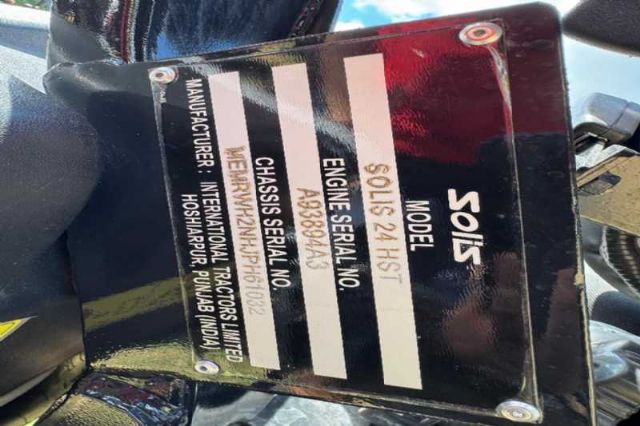 Solis
MODEL
SOLIS 24 HST
ENGINE SERIAL NO.
A93894A3
CHASSIS SERIAL NO.
MEMRWH2NHJPH61002
MANUFACTURER : INTERNATIONAL TRACTORS LIMITED
HOSHIARPUR PUNJAB (INDIA)